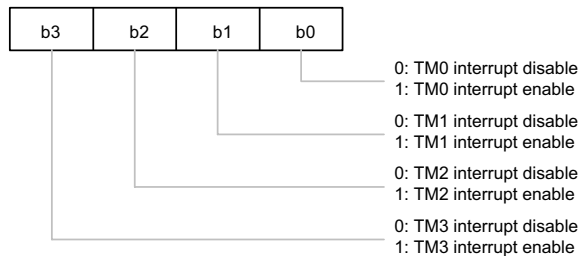 b3 b2 b1 b0
0: TM0 interrupt disable
1: TM0 interrupt enable
0: TM1 interrupt disable
1: TM1 interrupt enable
0: TM2 interrupt disable
1: TM2 interrupt enable
0: TM3 interrupt disable
1: TM3 interrupt enable